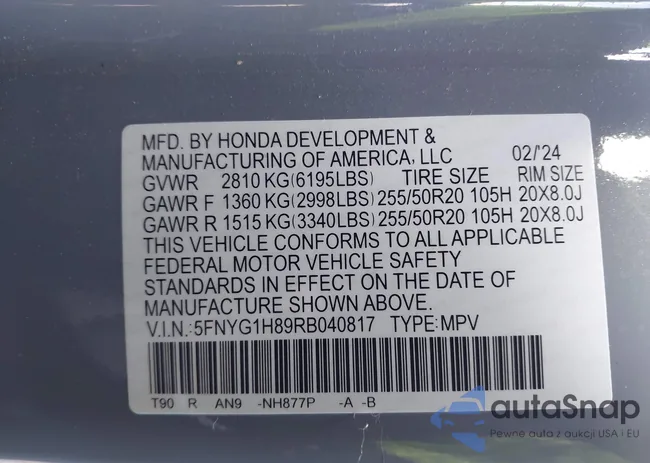 MFD. BY HONDA DEVELOPMENT &
MANUFACTURING OF AMERICA, LLC 02/'24
GVWR 2810 KG(6195LBS) TIRE SIZE RIM SIZE
GAWR F 1360 KG(2998LBS) 255/50R20 105H 20X8.0J
GAWR R 1515 KG(3340LBS) 255/50R20 105H 20X8.0J
THIS VEHICLE CONFORMS TO ALL APPLICABLE
FEDERAL MOTOR VEHICLE SAFETY
STANDARDS IN EFFECT ON THE DATE OF
MANUFACTURE SHOWN ABOVE.
V.I.N.:5FNYG1H89RB040817 TYPE:MPV
T90 R AN9 -NH877P -A -B
autaSnap
Pewne auta z aukcji USA i EU